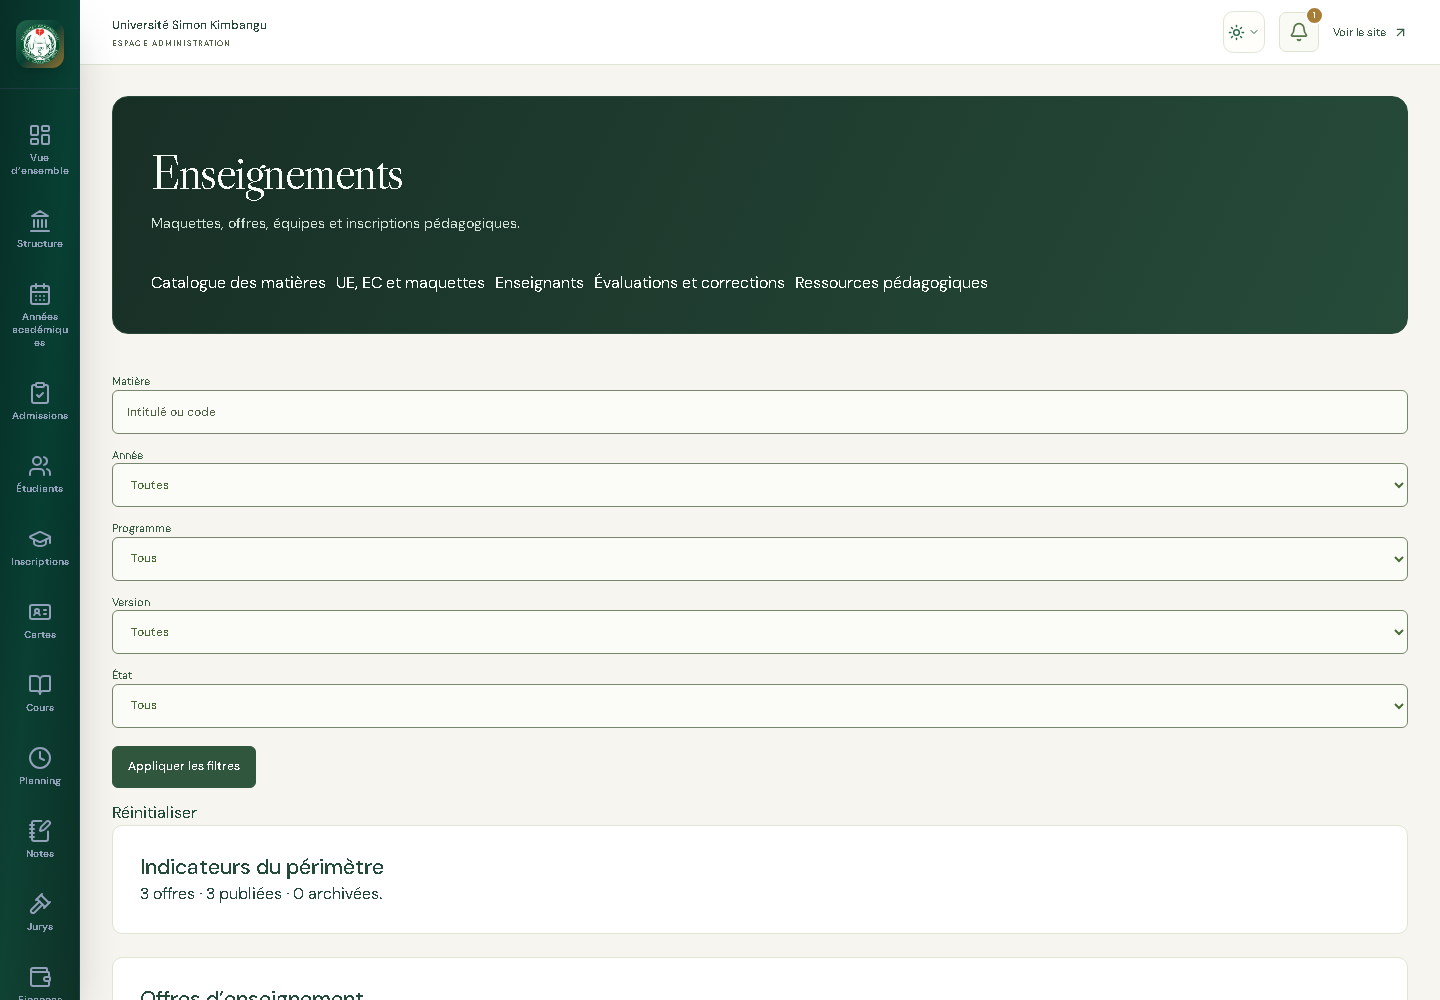 Université Simon Kimbangu
ESPACE ADMINISTRATION
1
Voir le site
Vue
d'ensemble
Structure
Années
académiqu
es
Admissions
Étudiants
Inscriptions
Cartes
Cours
Planning
Notes
Jurys
Finances
Enseignements
Maquettes, offres, équipes et inscriptions pédagogiques.
Catalogue des matières UE, EC et maquettes Enseignants Évaluations et corrections Ressources pédagogiques
Matière
Intitulé ou code
Année
Toutes
Programme
Tous
Version
Toutes
État
Tous
Appliquer les filtres
Réinitialiser
Indicateurs du périmètre
3 offres · 3 publiées · 0 archivées.
Offres d'enseignement